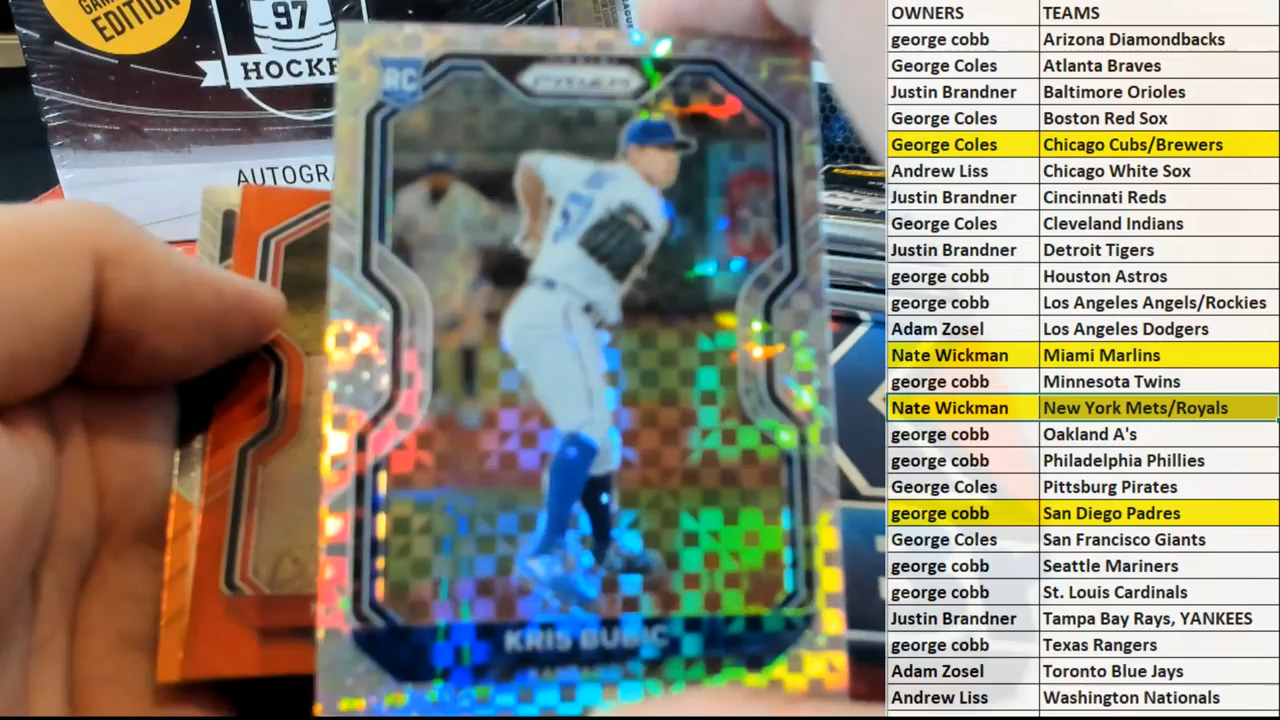 GAM
EDITION
97
HOCKE
AUTOGRA
RC
PRIZM
KRIS BUBIC
OWNERS TEAMS
george cobb Arizona Diamondbacks
George Coles Atlanta Braves
Justin Brandner Baltimore Orioles
George Coles Boston Red Sox
George Coles Chicago Cubs/Brewers
Andrew Liss Chicago White Sox
Justin Brandner Cincinnati Reds
George Coles Cleveland Indians
Justin Brandner Detroit Tigers
george cobb Houston Astros
george cobb Los Angeles Angels/Rockies
Adam Zosel Los Angeles Dodgers
Nate Wickman Miami Marlins
george cobb Minnesota Twins
Nate Wickman New York Mets/Royals
george cobb Oakland A's
george cobb Philadelphia Phillies
George Coles Pittsburg Pirates
george cobb San Diego Padres
George Coles San Francisco Giants
george cobb Seattle Mariners
george cobb St. Louis Cardinals
Justin Brandner Tampa Bay Rays, YANKEES
george cobb Texas Rangers
Adam Zosel Toronto Blue Jays
Andrew Liss Washington Nationals